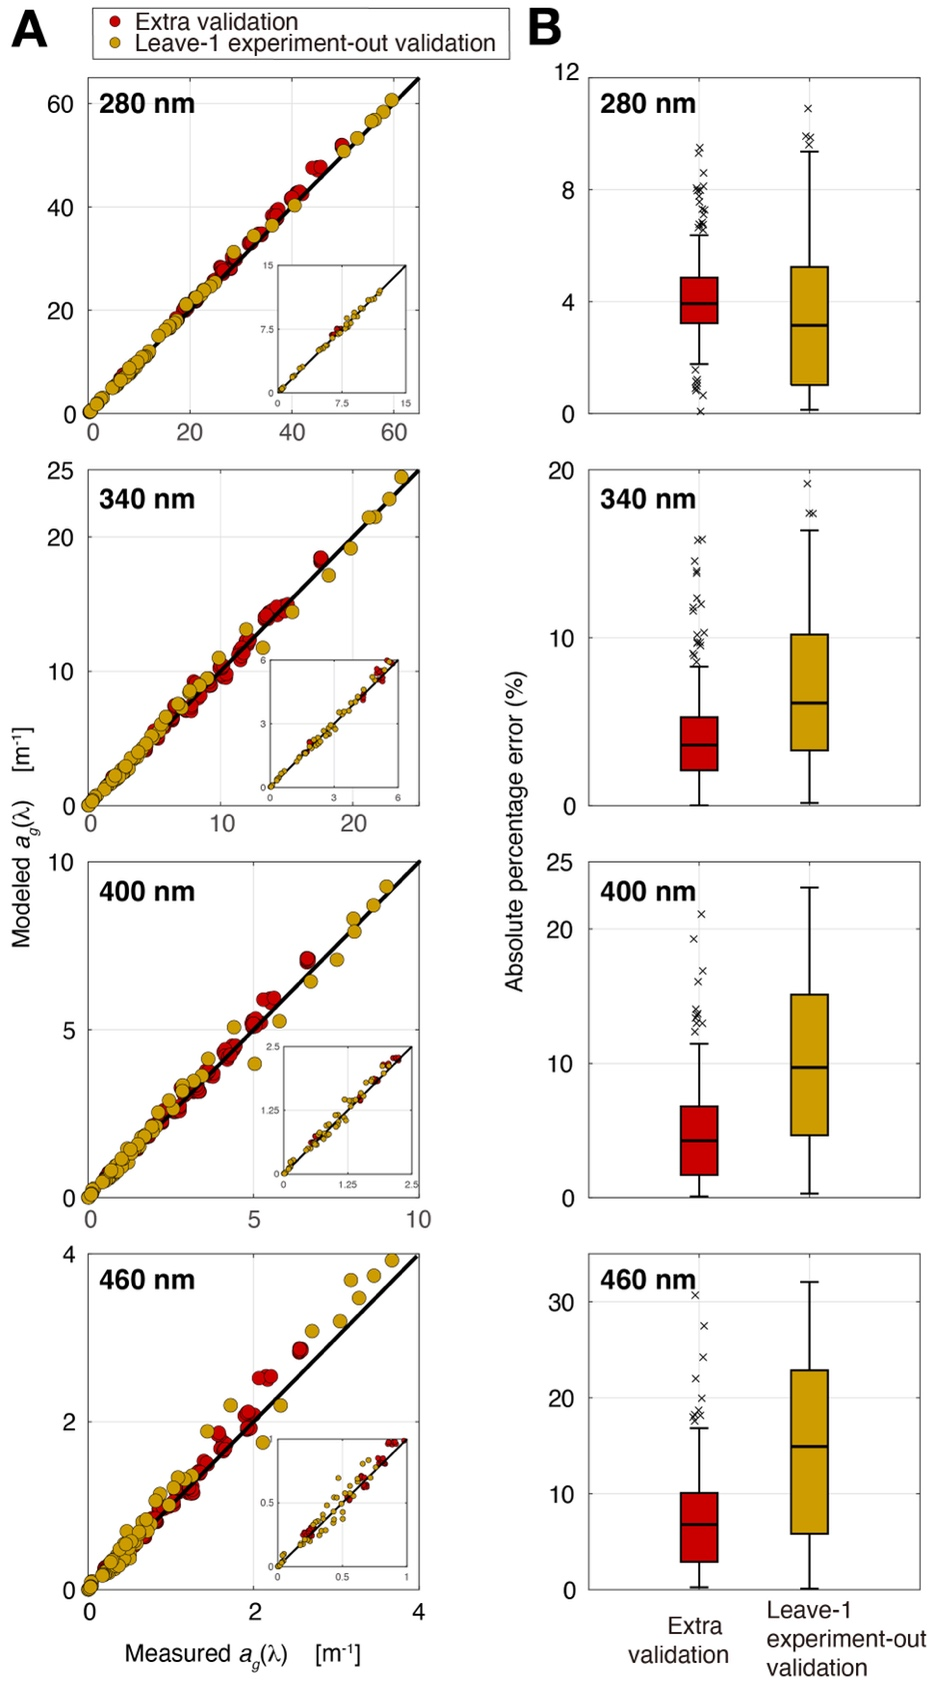 A
Extra validation
Leave-1 experiment-out validation
B
280 nm
60
40
20
0
0 20 40 60
15
7.5
0
0 7.5 15
280 nm
12
8
4
0
340 nm
25
20
10
0
0 10 20
6
3
0
0 3 6
340 nm
20
10
0
Modeled ag(λ) [m-1]
Absolute percentage error (%)
400 nm
10
5
0
0 5 10
2.5
1.25
0
0 1.25 2.5
400 nm
25
20
10
0
460 nm
4
2
0
0 2 4
1
0.5
0
0 0.5 1
460 nm
30
20
10
0
Measured ag(λ) [m-1]
Extra
validation
Leave-1
experiment-out
validation